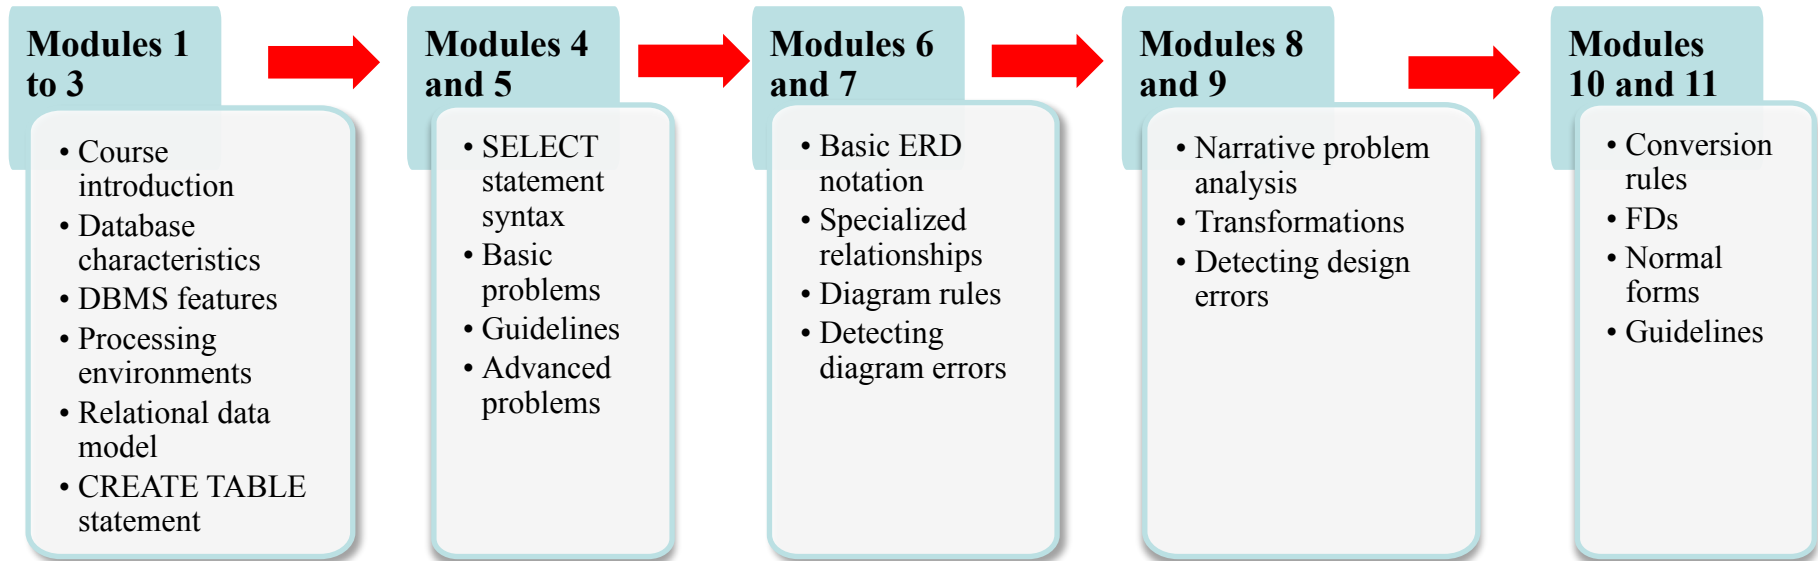 Modules 1
to 3
• Course
introduction
• Database
characteristics
• DBMS features
• Processing
environments
• Relational data
model
• CREATE TABLE
statement
Modules 4
and 5
• SELECT
statement
syntax
• Basic
problems
• Guidelines
• Advanced
problems
Modules 6
and 7
• Basic ERD
notation
• Specialized
relationships
• Diagram rules
• Detecting
diagram errors
Modules 8
and 9
• Narrative problem
analysis
• Transformations
• Detecting design
errors
Modules
10 and 11
• Conversion
rules
• FDs
• Normal
forms
• Guidelines